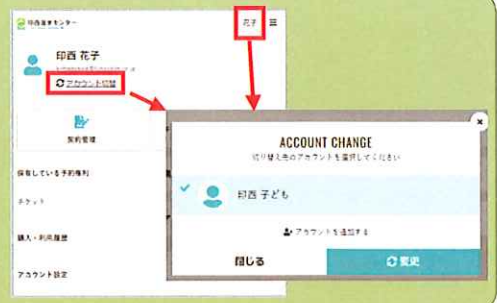 印西温水センター
花子
印西 花子
アカウント切替
契約管理
保有している予約権利
チケット
購入・利用履歴
アカウント設定
ACCOUNT CHANGE
切り替え先のアカウントを選択してください
印西 子ども
アカウントを追加する
閉じる
変更